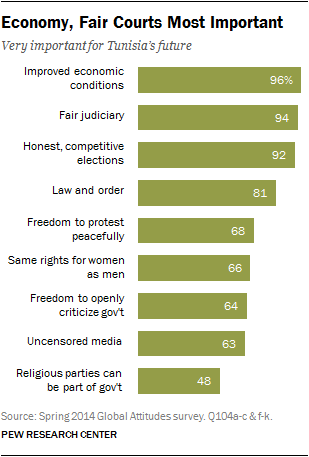 Economy, Fair Courts Most Important
Very important for Tunisia's future
Improved economic
conditions
96%
Fair judiciary
94
Honest, competitive
elections
92
Law and order
81
Freedom to protest
peacefully
68
Same rights for women
as men
66
Freedom to openly
criticize gov't
64
Uncensored media
63
Religious parties can
be part of gov't
48
Source: Spring 2014 Global Attitudes survey. Q104a-c & f-k.
PEW RESEARCH CENTER